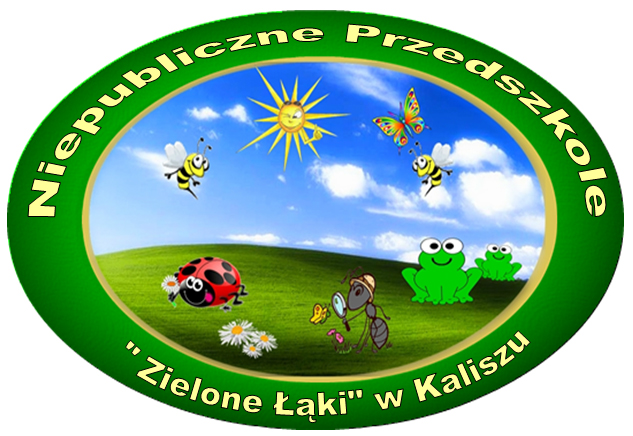 Niepubliczne Przedszkole
"Zielone Łąki" w Kaliszu